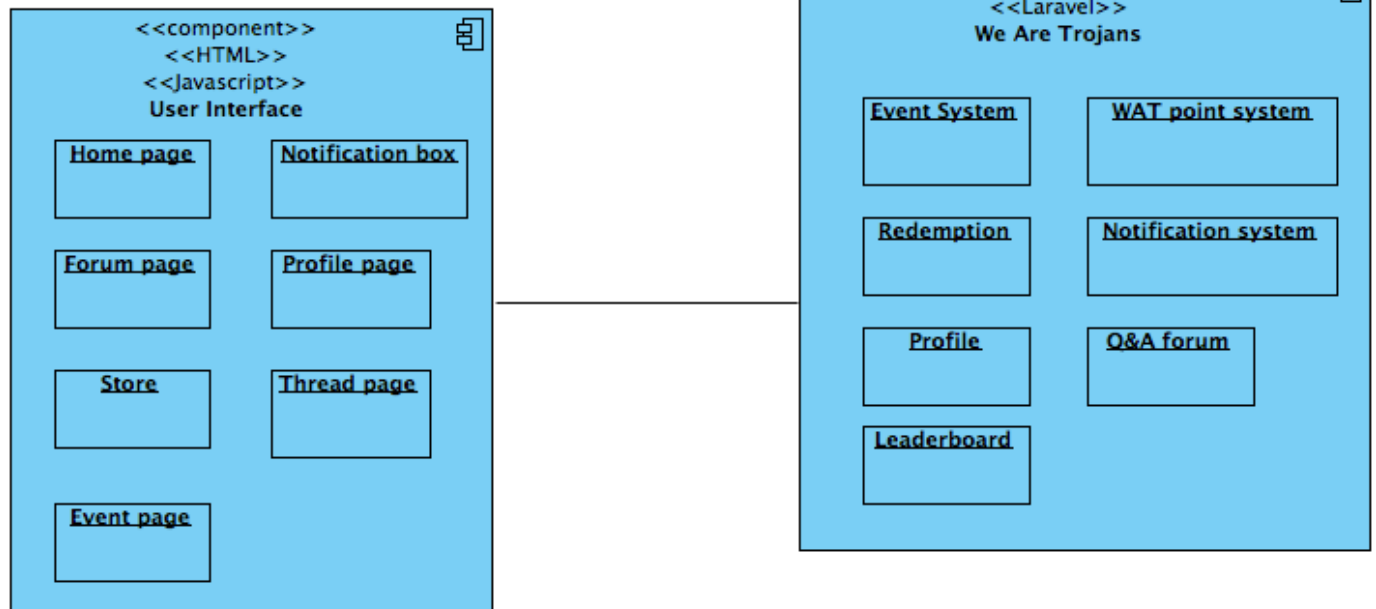 <<component>>
<<HTML>>
<<Javascript>>
User Interface
Home page
Notification box
Forum page
Profile page
Store
Thread page
Event page
<<Laravel>>
We Are Trojans
Event System
WAT point system
Redemption
Notification system
Profile
Q&A forum
Leaderboard